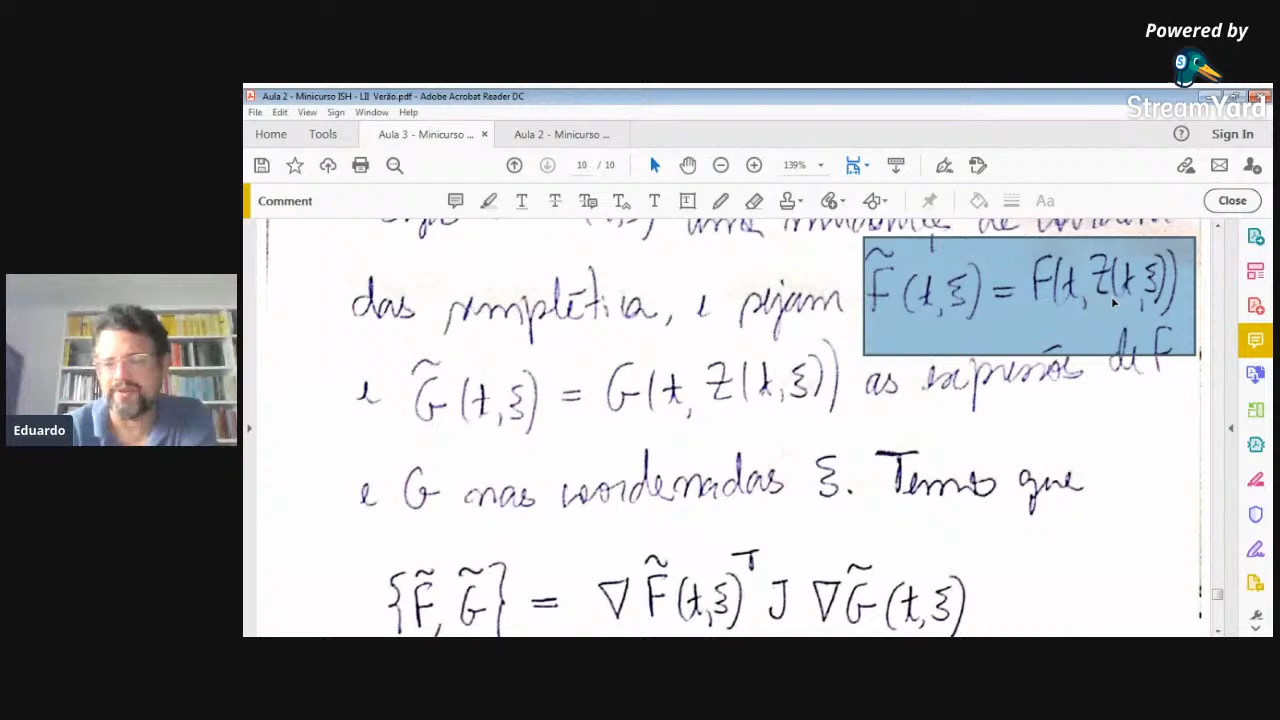 Powered by
StreamYard
Aula 2 - Minicurso ISH - LII Verão.pdf - Adobe Acrobat Reader DC
File Edit View Sign Window Help
Home Tools Aula 3 - Minicurso ... × Aula 2 - Minicurso ... ? Sign In
10 / 10 139%
Comment Aa Close
das simplética, e sejam F̃(t,ξ) = F(t, Z(t,ξ))
e G̃(t,ξ) = G(t, Z(t,ξ)) as expressões de F
e G nas coordenadas ξ. Temos que
{F̃, G̃} = ∇F̃(t,ξ)ᵀ J ∇G̃(t,ξ)
Eduardo